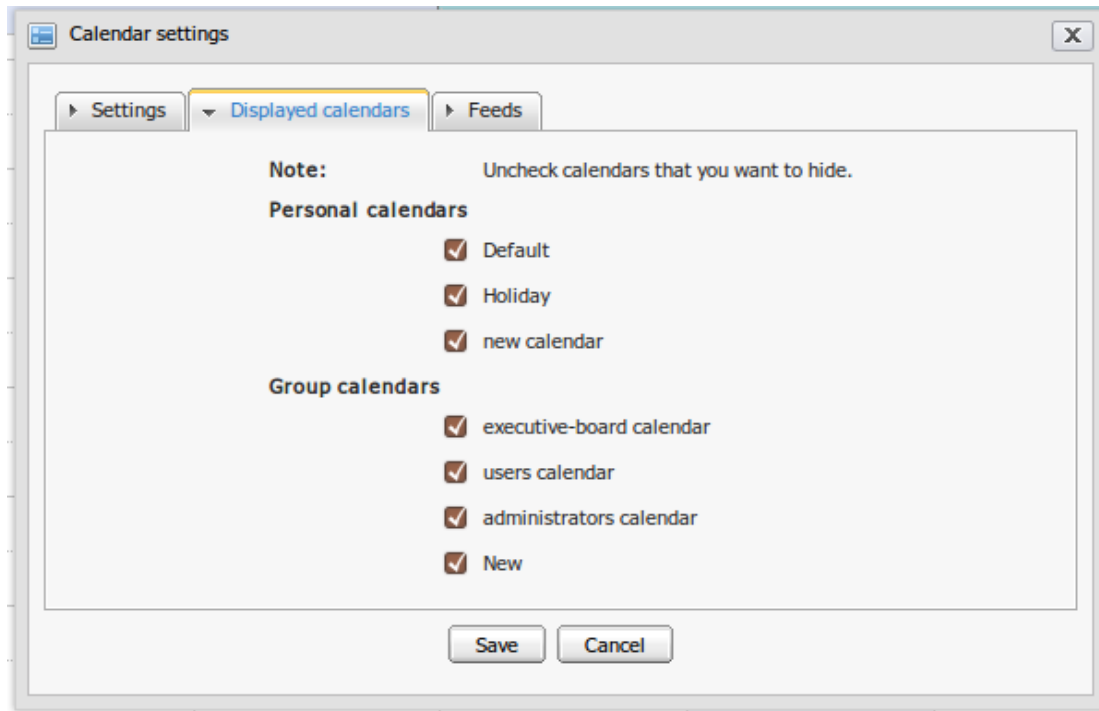 Calendar settings
X
Settings
Displayed calendars
Feeds
Note: Uncheck calendars that you want to hide.
Personal calendars
Default
Holiday
new calendar
Group calendars
executive-board calendar
users calendar
administrators calendar
New
Save
Cancel